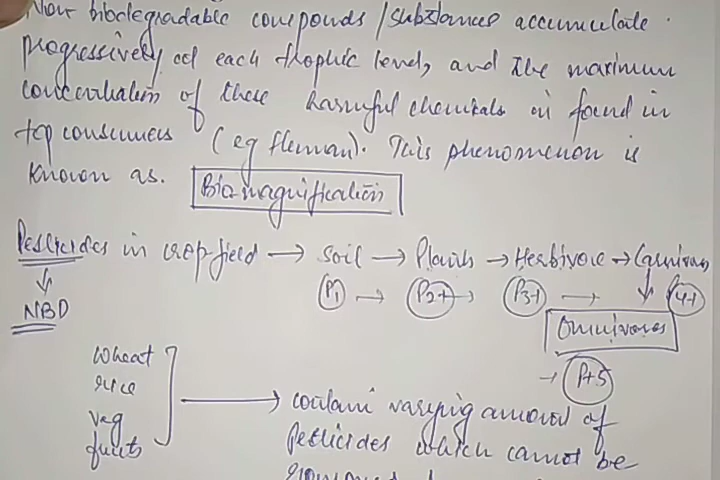 Non biodegradable compounds/substances accumulate
progressively at each trophic level, and the maximum
concentration of these harmful chemicals is found in
top consumers (eg Human). This phenomenon is
known as. Biomagnification
Pesticides in crop field → Soil → Plants → Herbivore → Carnivores
↓ P1 → P2+ → P3+ → ↓ P4+
NBD Omnivores
→ P+5
Wheat
rice
veg
fruits
→ contain varying amount of
pesticides which cannot be